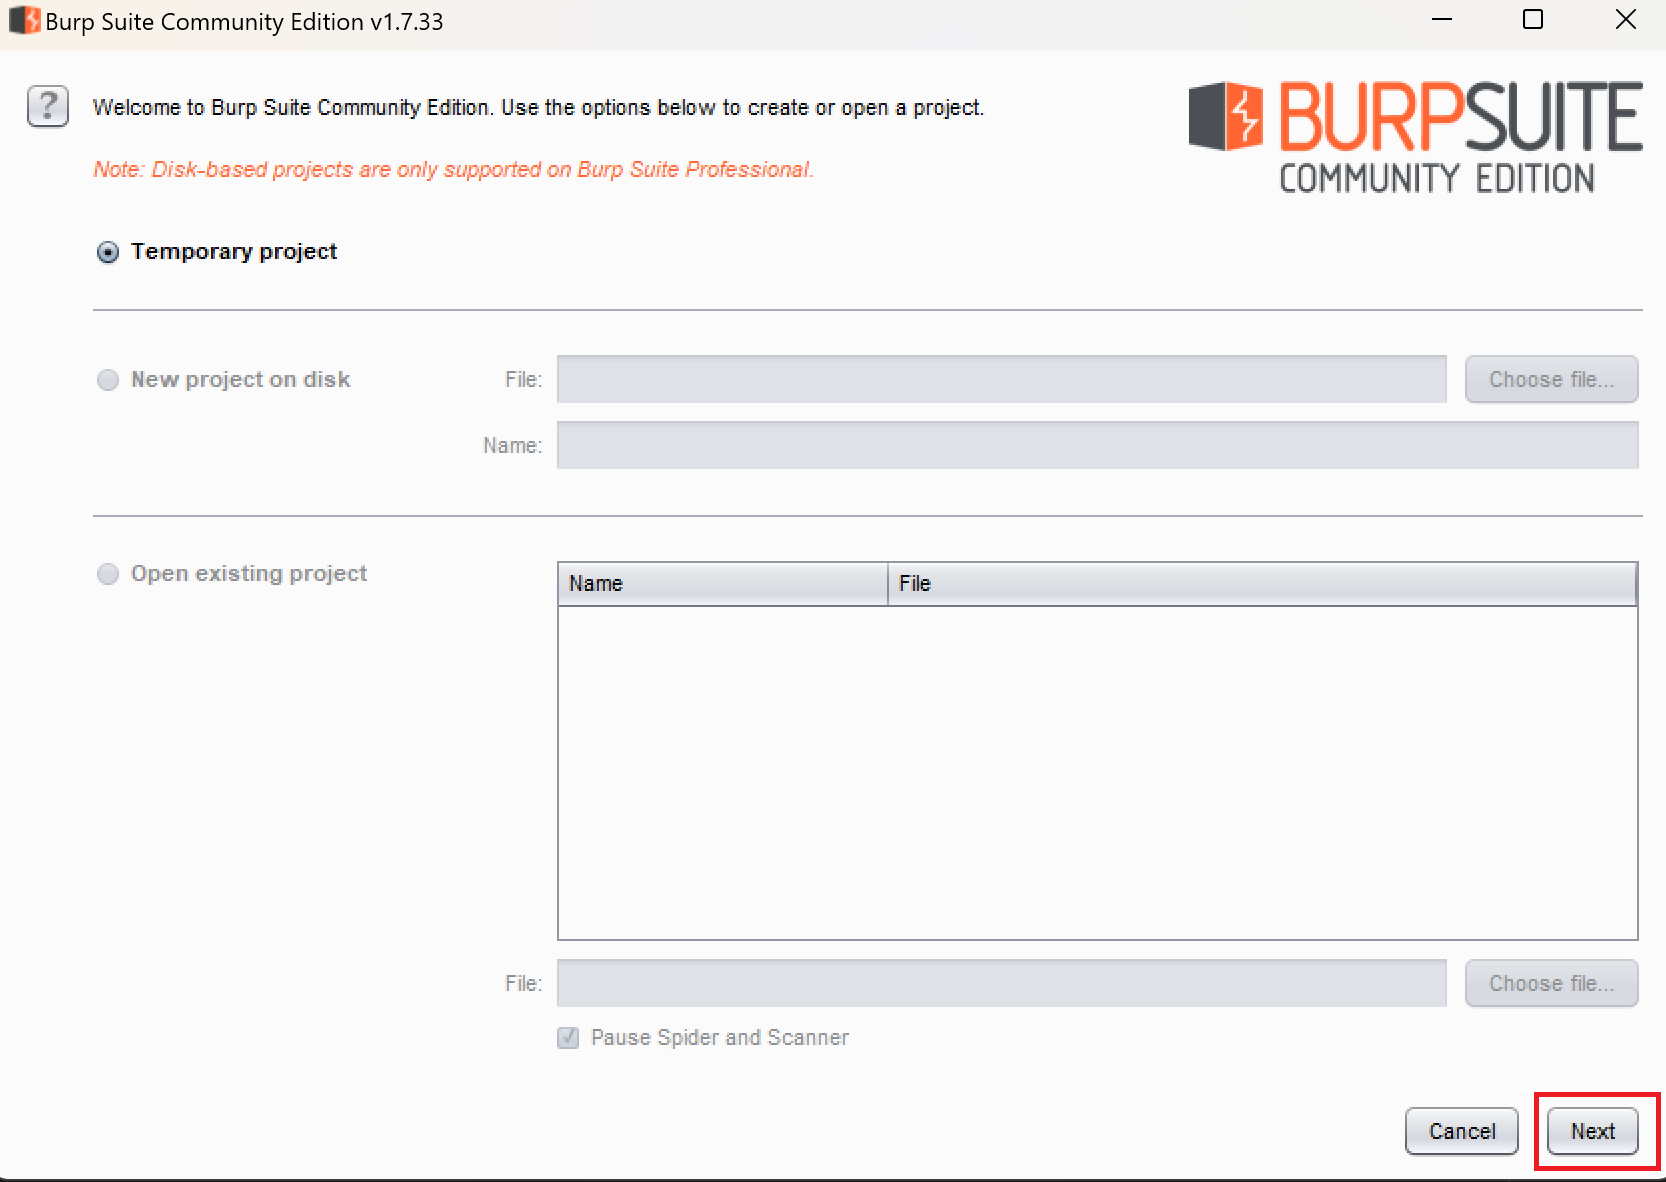 Burp Suite Community Edition v1.7.33
?
Welcome to Burp Suite Community Edition. Use the options below to create or open a project.
BURPSUITE
COMMUNITY EDITION
Note: Disk-based projects are only supported on Burp Suite Professional.
Temporary project
New project on disk
File:
Choose file...
Name:
Open existing project
Name
File
File:
Choose file...
Pause Spider and Scanner
Cancel
Next